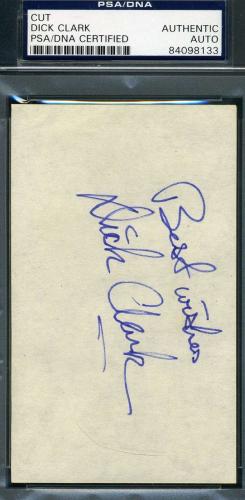 PSA/DNA
CUT
DICK CLARK
PSA/DNA CERTIFIED
AUTHENTIC
AUTO
84098133
Best wishes
Dick Clark